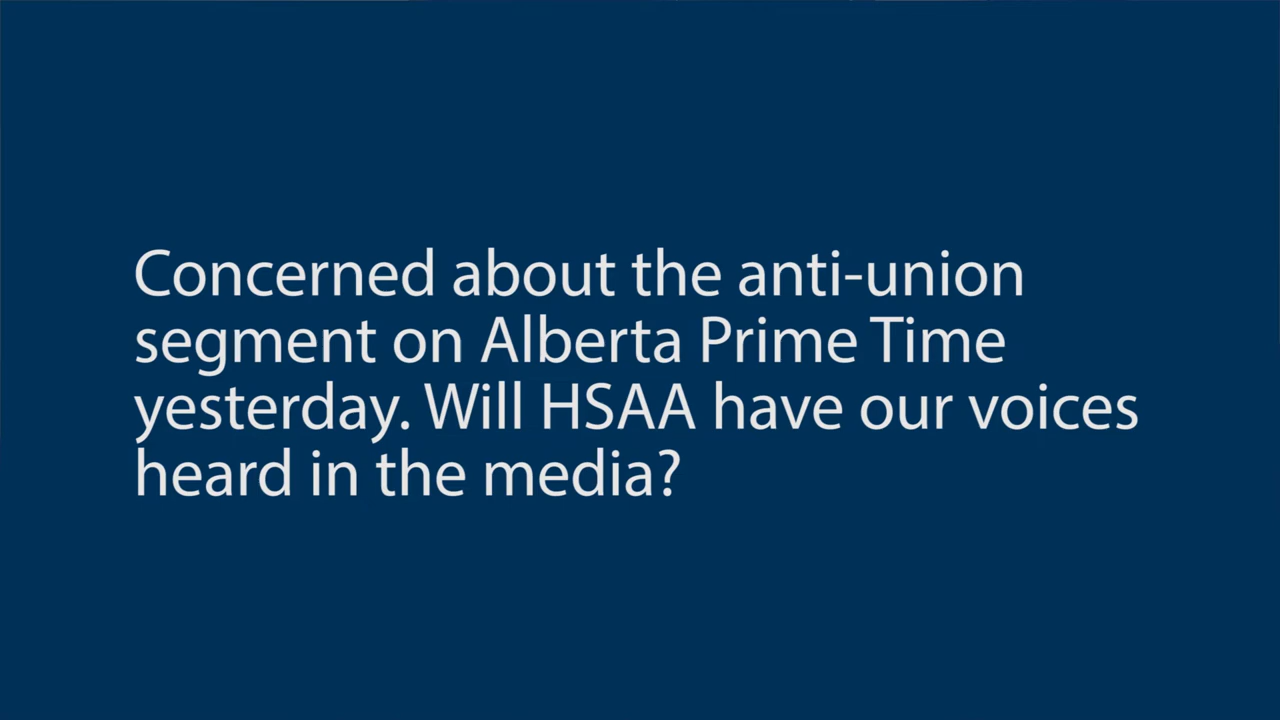 Concerned about the anti-union
segment on Alberta Prime Time
yesterday. Will HSAA have our voices
heard in the media?